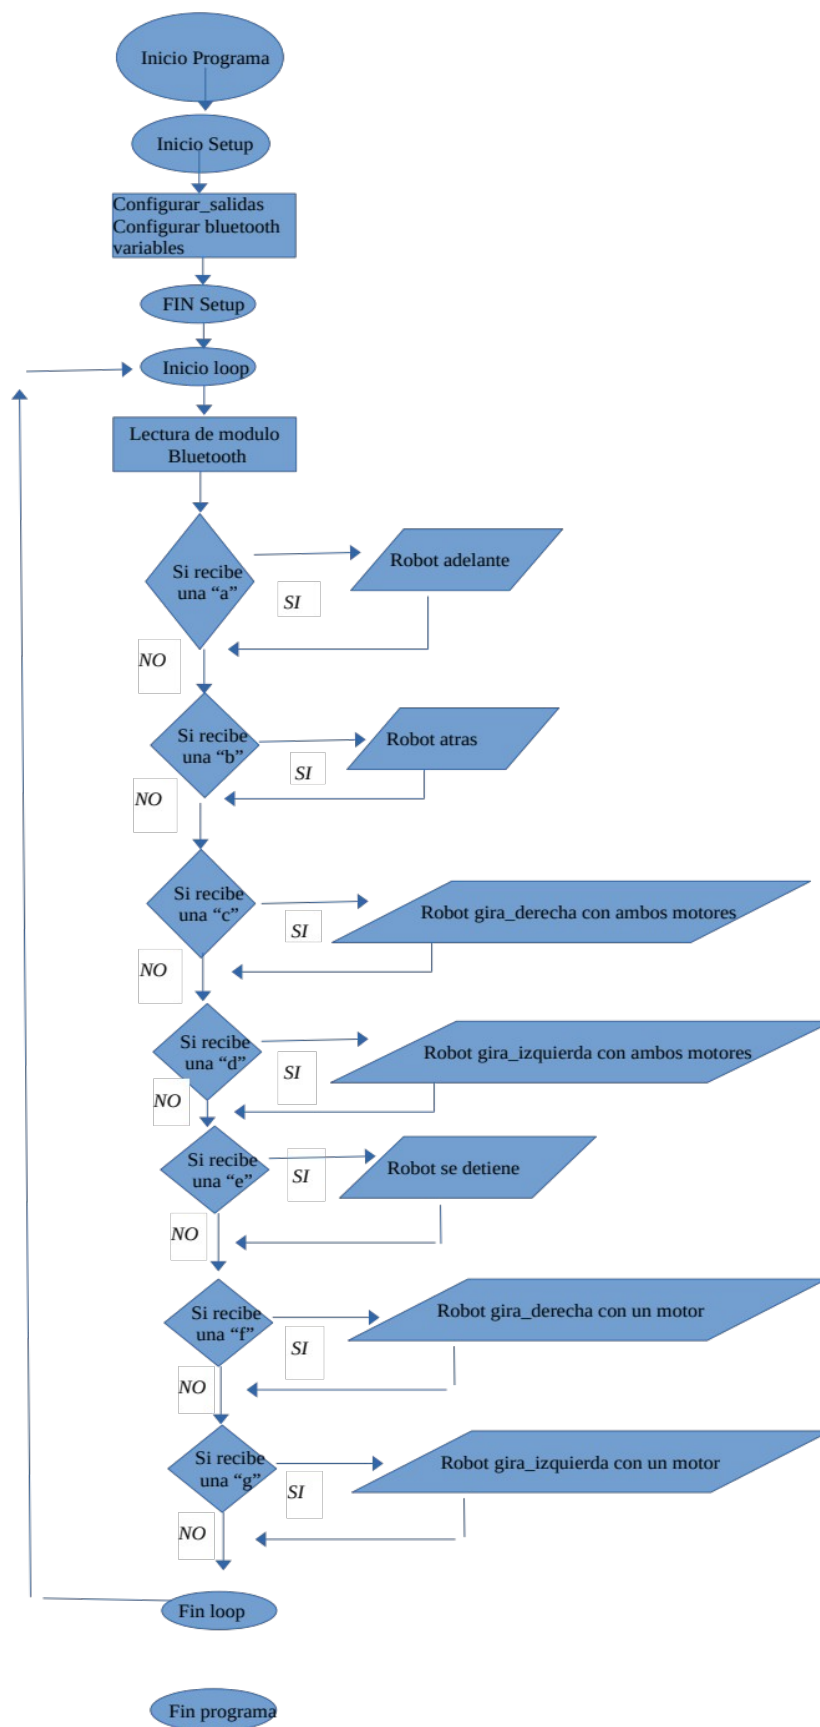 Inicio Programa
Inicio Setup
Configurar_salidas
Configurar bluetooth
variables
FIN Setup
Inicio loop
Lectura de modulo
Bluetooth
Si recibe
una “a”
SI
Robot adelante
NO
Si recibe
una “b”
SI
Robot atras
NO
Si recibe
una “c”
SI
Robot gira_derecha con ambos motores
NO
Si recibe
una “d”
SI
Robot gira_izquierda con ambos motores
NO
Si recibe
una “e”
SI
Robot se detiene
NO
Si recibe
una “f”
SI
Robot gira_derecha con un motor
NO
Si recibe
una “g”
SI
Robot gira_izquierda con un motor
NO
Fin loop
Fin programa